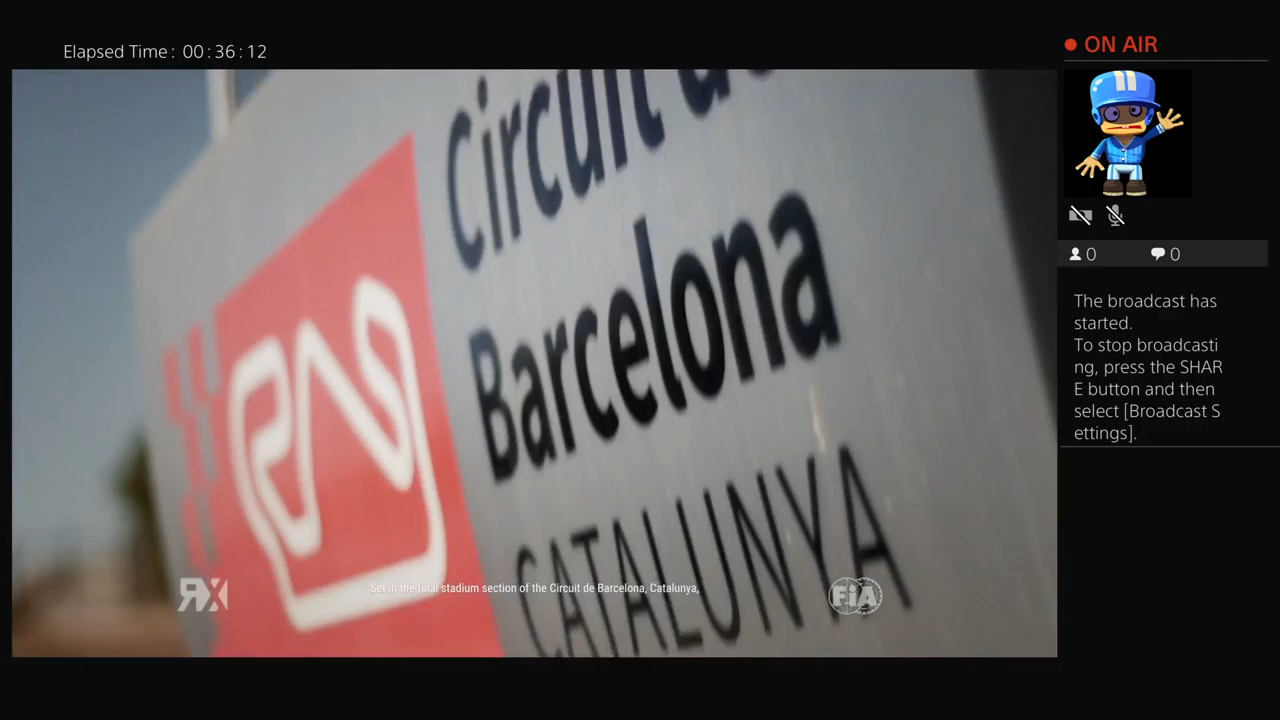 Elapsed Time: 00:36:12
ON AIR
Circuit de
Barcelona
CATALUNYA
0
0
The broadcast has
started.
To stop broadcasti
ng, press the SHAR
E button and then
select [Broadcast S
ettings].
Set in the final stadium section of the Circuit de Barcelona, Catalunya,
RX
FiA